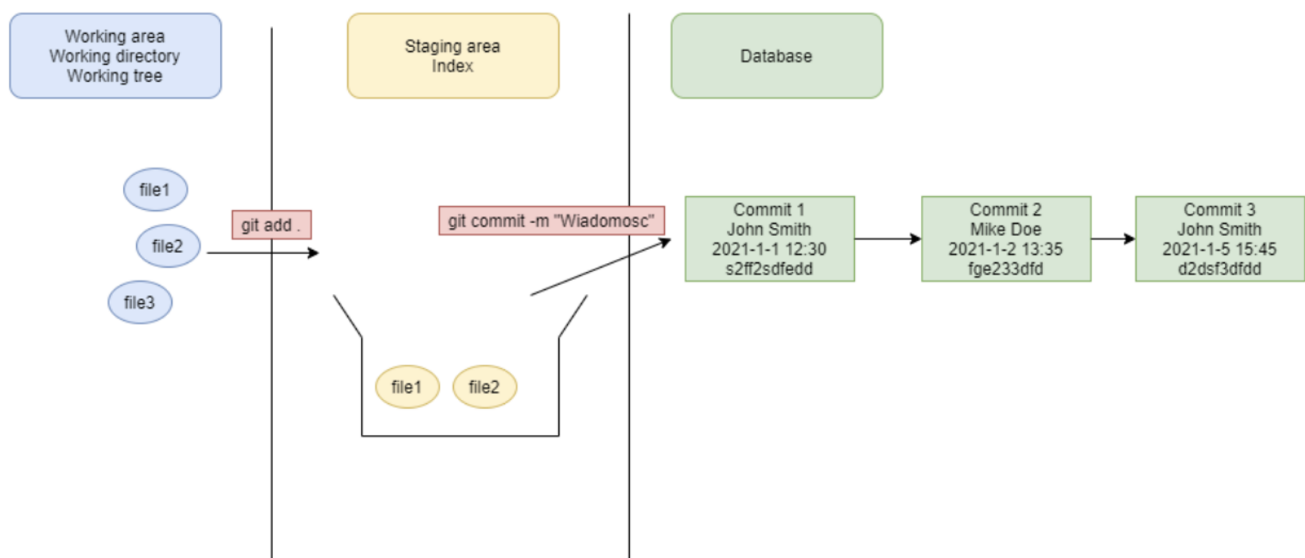 Working area
Working directory
Working tree
Staging area
Index
Database
file1
file2
file3
git add .
git commit -m "Wiadomosc"
file1
file2
Commit 1
John Smith
2021-1-1 12:30
s2ff2sdfedd
Commit 2
Mike Doe
2021-1-2 13:35
fge233dfd
Commit 3
John Smith
2021-1-5 15:45
d2dsf3dfdd